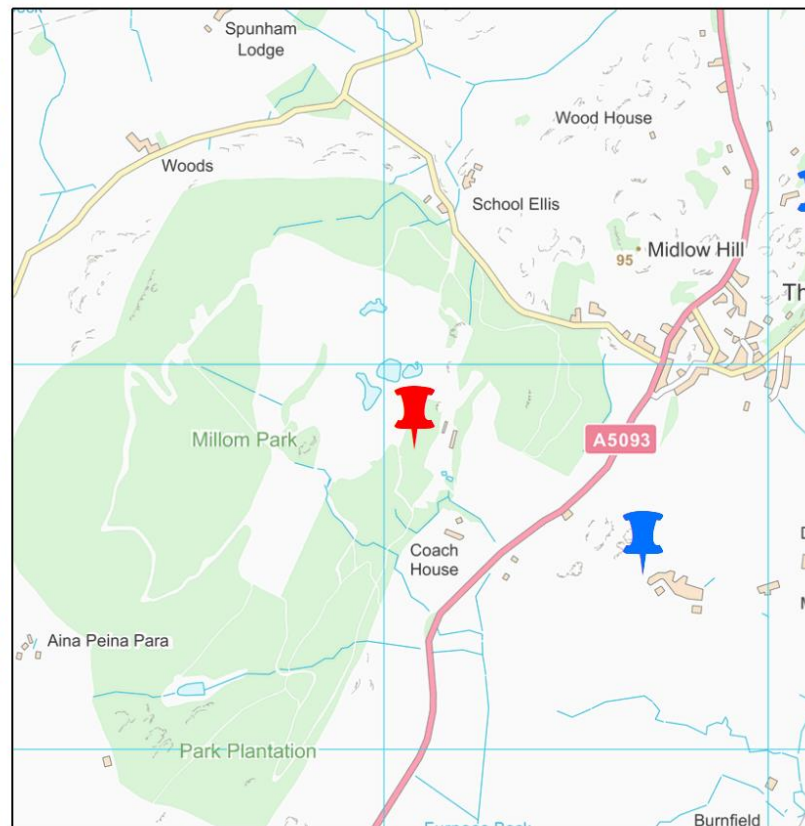 Spunham
Lodge
Wood House
Woods
School Ellis
Midlow Hill
95
Th
Millom Park
A5093
Coach
House
D
M
Aina Peina Para
Park Plantation
Burnfield